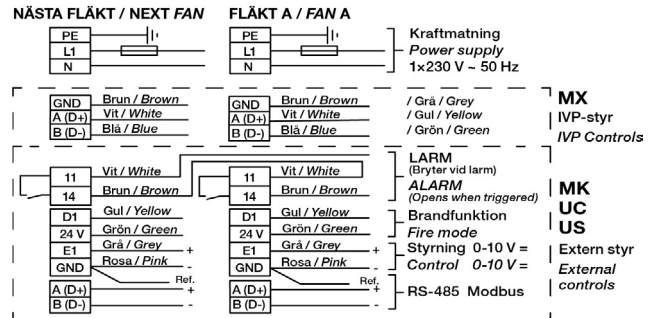 NÄSTA FLÄKT / NEXT FAN FLÄKT A / FAN A
PE PE Kraftmatning
L1 L1 Power supply
N N 1×230 V ~ 50 Hz
GND Brun / Brown GND Brun / Brown / Grå / Grey MX
A (D+) Vit / White A (D+) Vit / White / Gul / Yellow IVP-styr
B (D-) Blå / Blue B (D-) Blå / Blue / Grön / Green IVP Controls
LARM
11 Vit / White 11 Vit / White (Bryter vid larm)
ALARM
14 Brun / Brown 14 Brun / Brown (Opens when triggered)
MK
UC
US
D1 Gul / Yellow D1 Gul / Yellow Brandfunktion
24 V Grön / Green 24 V Grön / Green Fire mode
E1 Grå / Grey + E1 Grå / Grey + Styrning 0-10 V = Extern styr
GND Rosa / Pink - GND Rosa / Pink - Control 0-10 V = External
controls
Ref. Ref.
A (D+) + A (D+) + RS-485 Modbus
B (D-) - B (D-) -